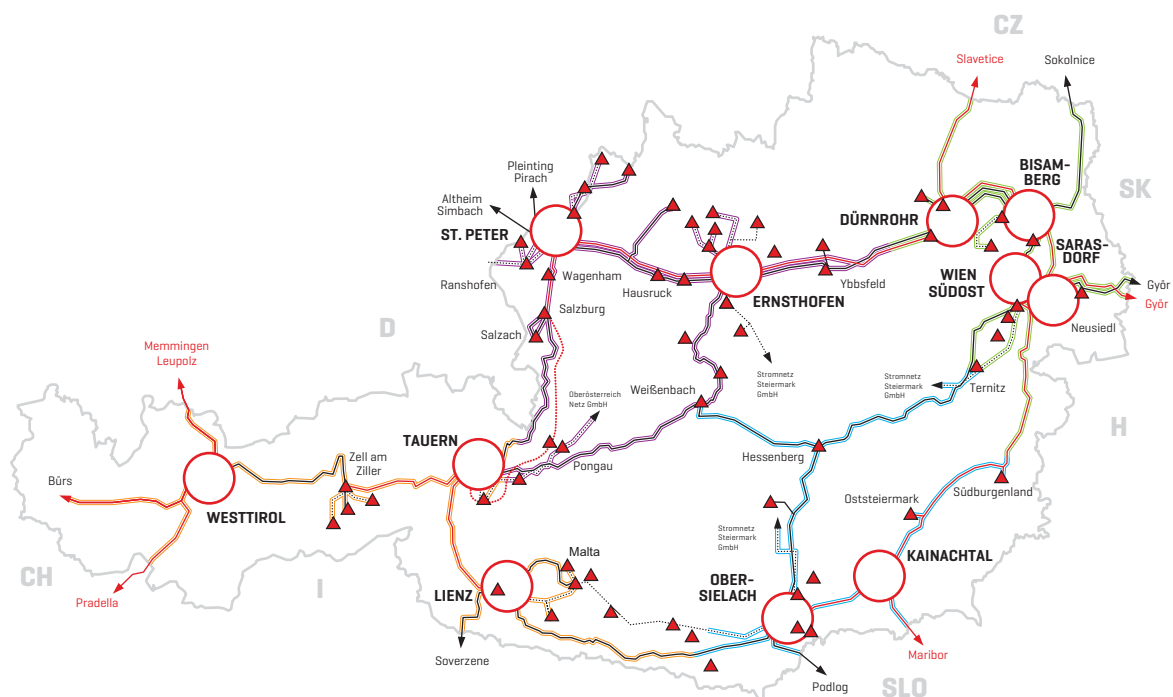 CZ
Slavetice
Sokolnice
BISAM-
BERG
SK
Pleinting
Pirach
Altheim
Simbach
ST. PETER
DÜRNROHR
SARAS-
DORF
WIEN
SÜDOST
Ranshofen
Wagenham
Hausruck
ERNSTHOFEN
Ybbsfeld
Győr
Győr
Neusiedl
Salzburg
Salzach
D
Memmingen
Leupolz
Stromnetz
Steiermark
GmbH
Stromnetz
Steiermark
GmbH
Ternitz
Weißenbach
Oberösterreich
Netz GmbH
H
TAUERN
Zell am
Ziller
Pongau
Hessenberg
Bürs
WESTTIROL
Südburgenland
Oststeiermark
Stromnetz
Steiermark
GmbH
KAINACHTAL
CH
Pradella
I
LIENZ
Malta
OBER-
SIELACH
Soverzene
Maribor
Podlog
SLO